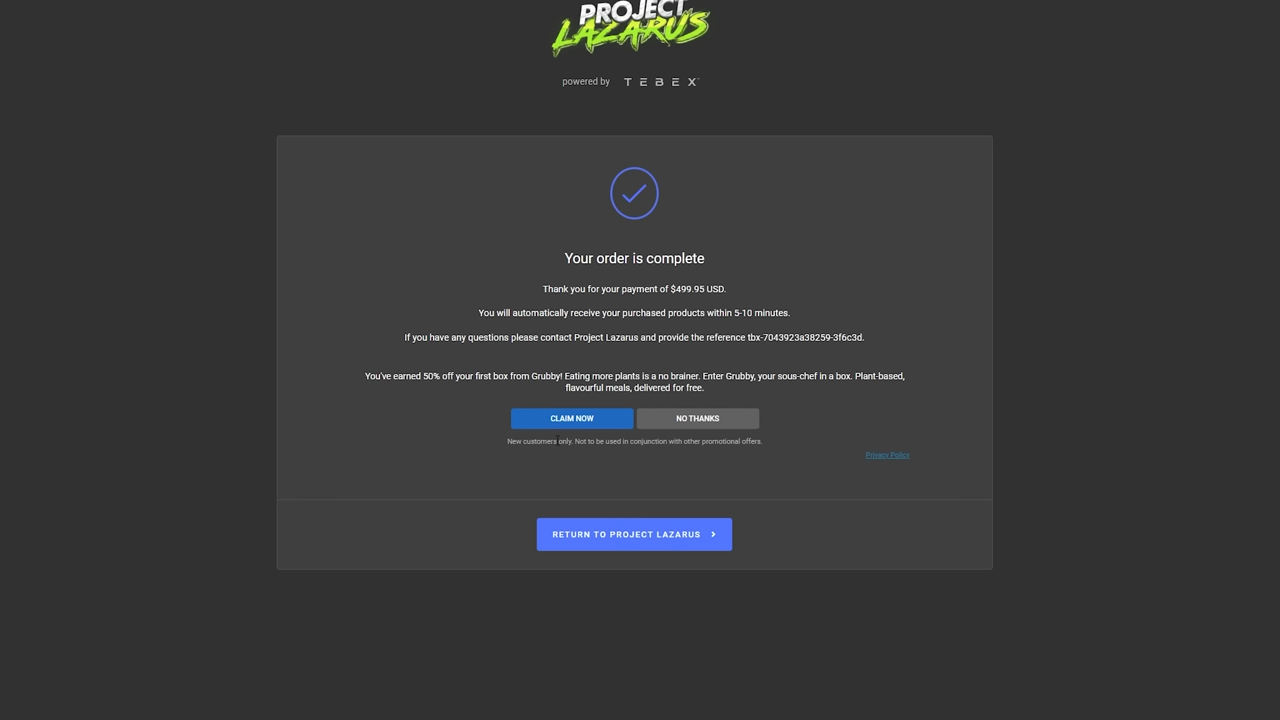 PROJECT
LAZARUS
powered by TEBEX
Your order is complete
Thank you for your payment of $499.95 USD.
You will automatically receive your purchased products within 5-10 minutes.
If you have any questions please contact Project Lazarus and provide the reference tbx-7043923a38259-3f6c3d.
You've earned 50% off your first box from Grubby! Eating more plants is a no brainer. Enter Grubby, your sous-chef in a box. Plant-based,
flavourful meals, delivered for free.
CLAIM NOW NO THANKS
New customers only. Not to be used in conjunction with other promotional offers.
Privacy Policy
RETURN TO PROJECT LAZARUS